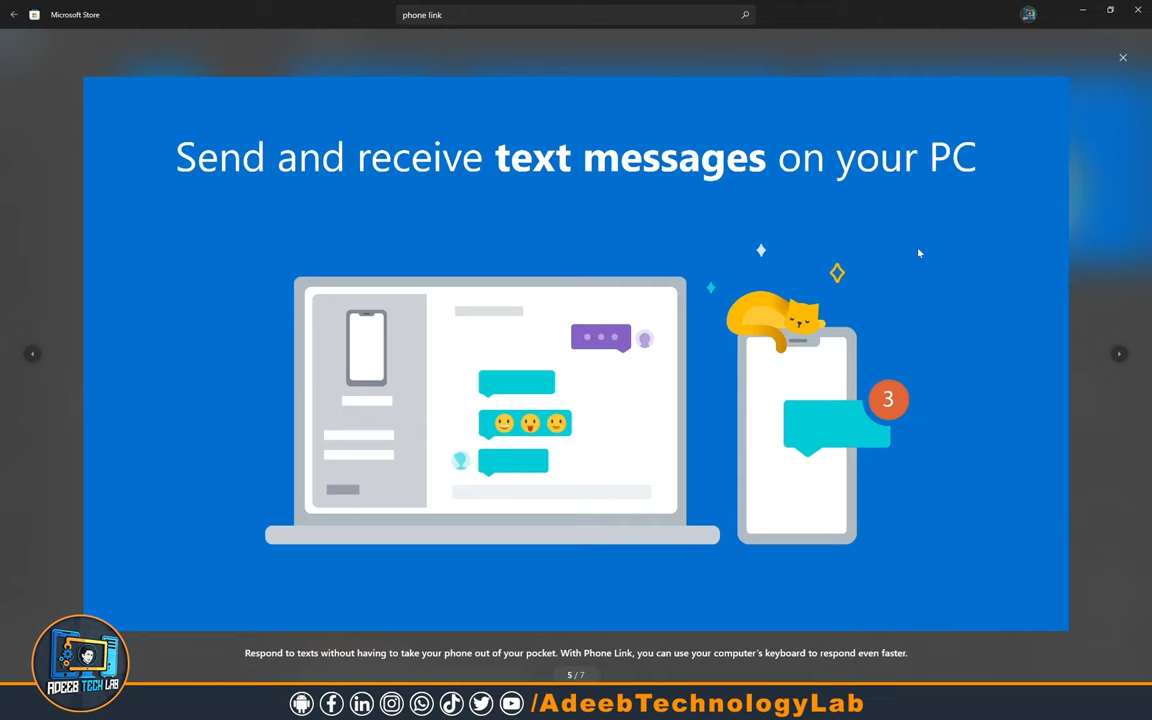 Microsoft Store
phone link
Send and receive text messages on your PC
3
Respond to texts without having to take your phone out of your pocket. With Phone Link, you can use your computer's keyboard to respond even faster.
5 / 7
ADEEB TECH LAB
/AdeebTechnologyLab